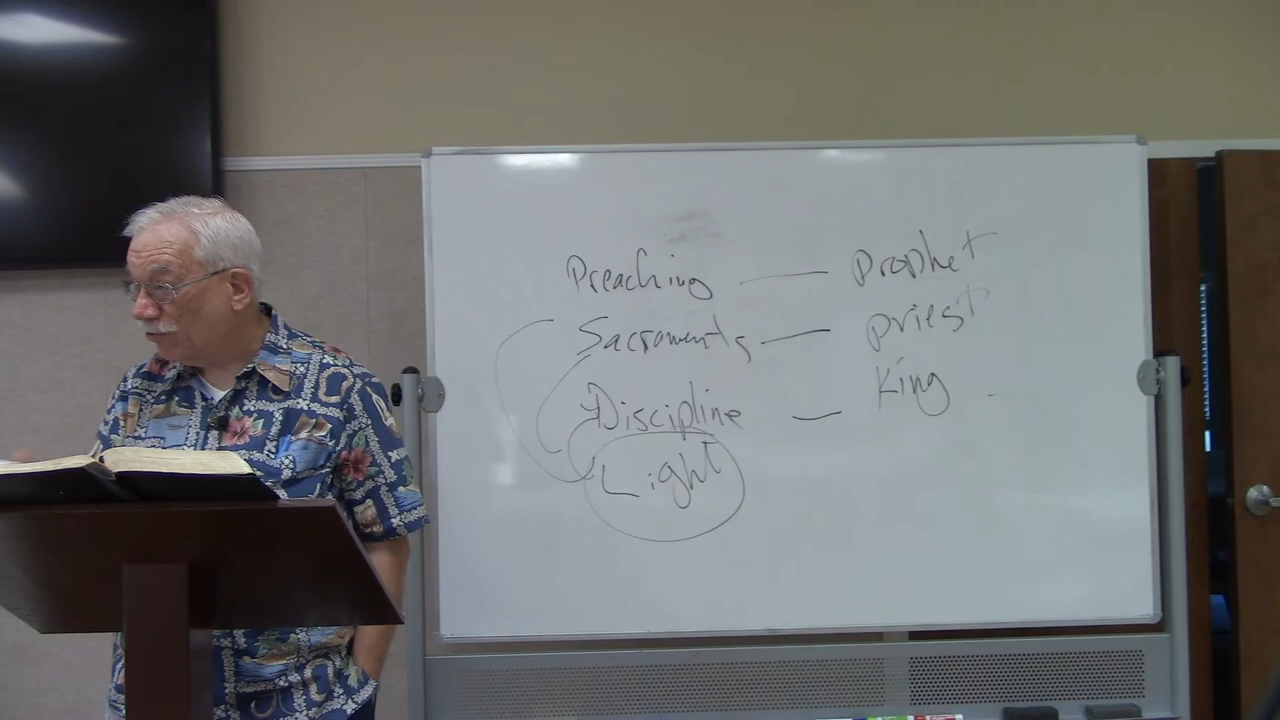 Preaching — prophet
Sacraments — priest
Discipline — King
Light